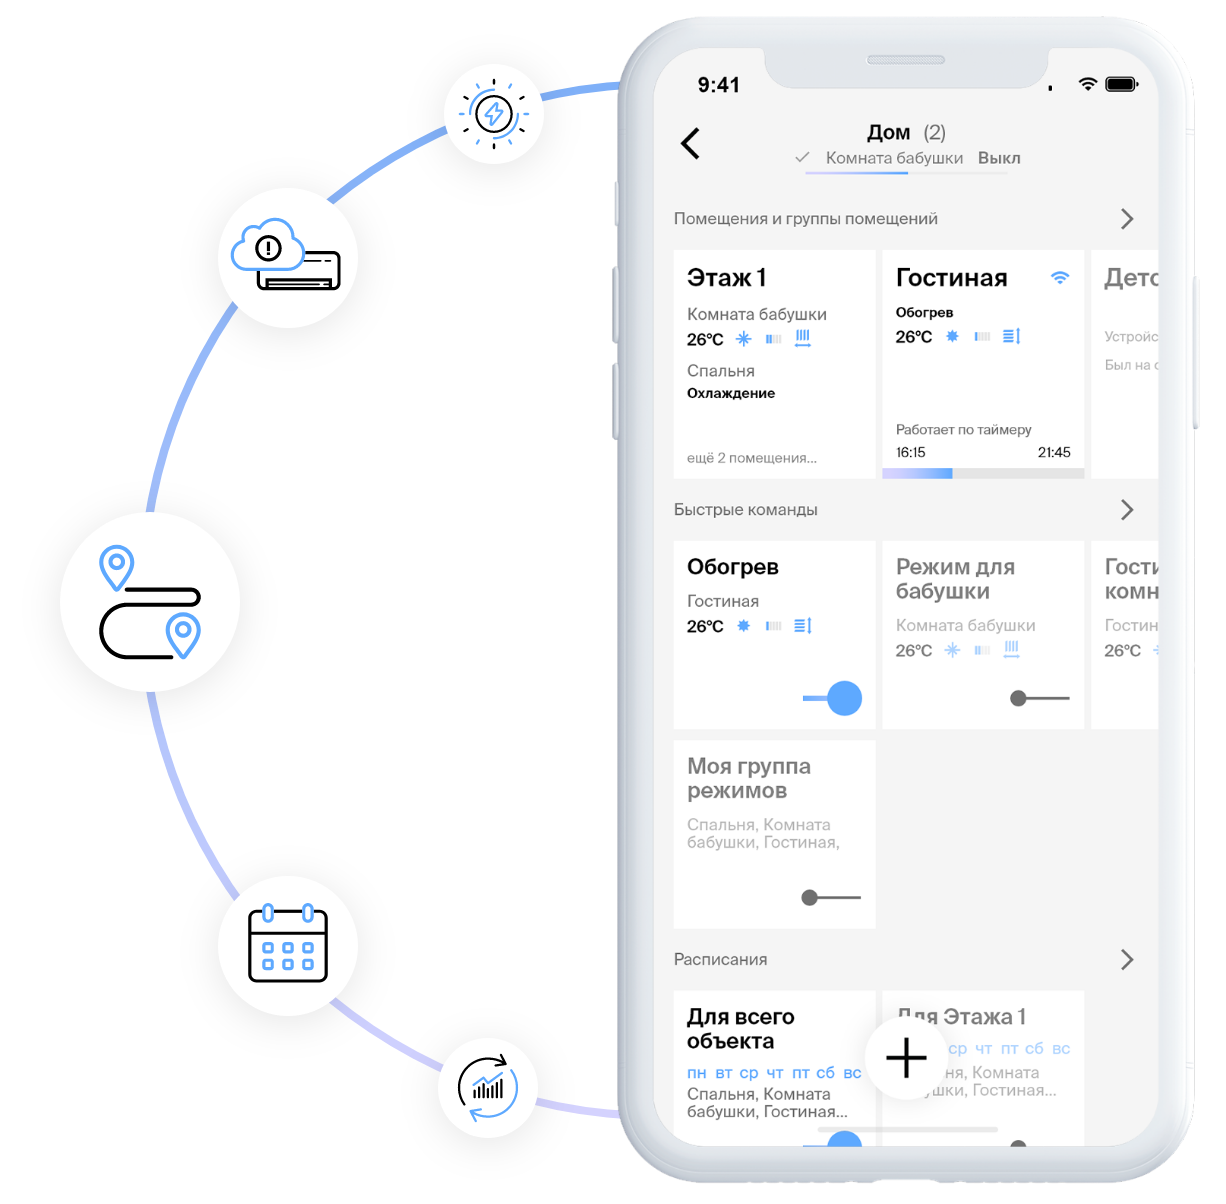 9:41
Дом (2)
Комната бабушки Выкл
Помещения и группы помещений
Этаж 1
Комната бабушки
26°C
Спальня
Охлаждение
ещё 2 помещения...
Гостиная
Обогрев
26°C
Работает по таймеру
16:15 21:45
Детс
Устройс
Был на с
Быстрые команды
Обогрев
Гостиная
26°C
Режим для
бабушки
Комната бабушки
26°C
Гости
комн
Гостин
26°C
Моя группа
режимов
Спальня, Комната
бабушки, Гостиная,
Расписания
Для всего
объекта
пн вт ср чт пт сб вс
Спальня, Комната
бабушки, Гостиная...
Для Этажа 1
ср чт пт сб вс
ня, Комната
ушки, Гостиная...